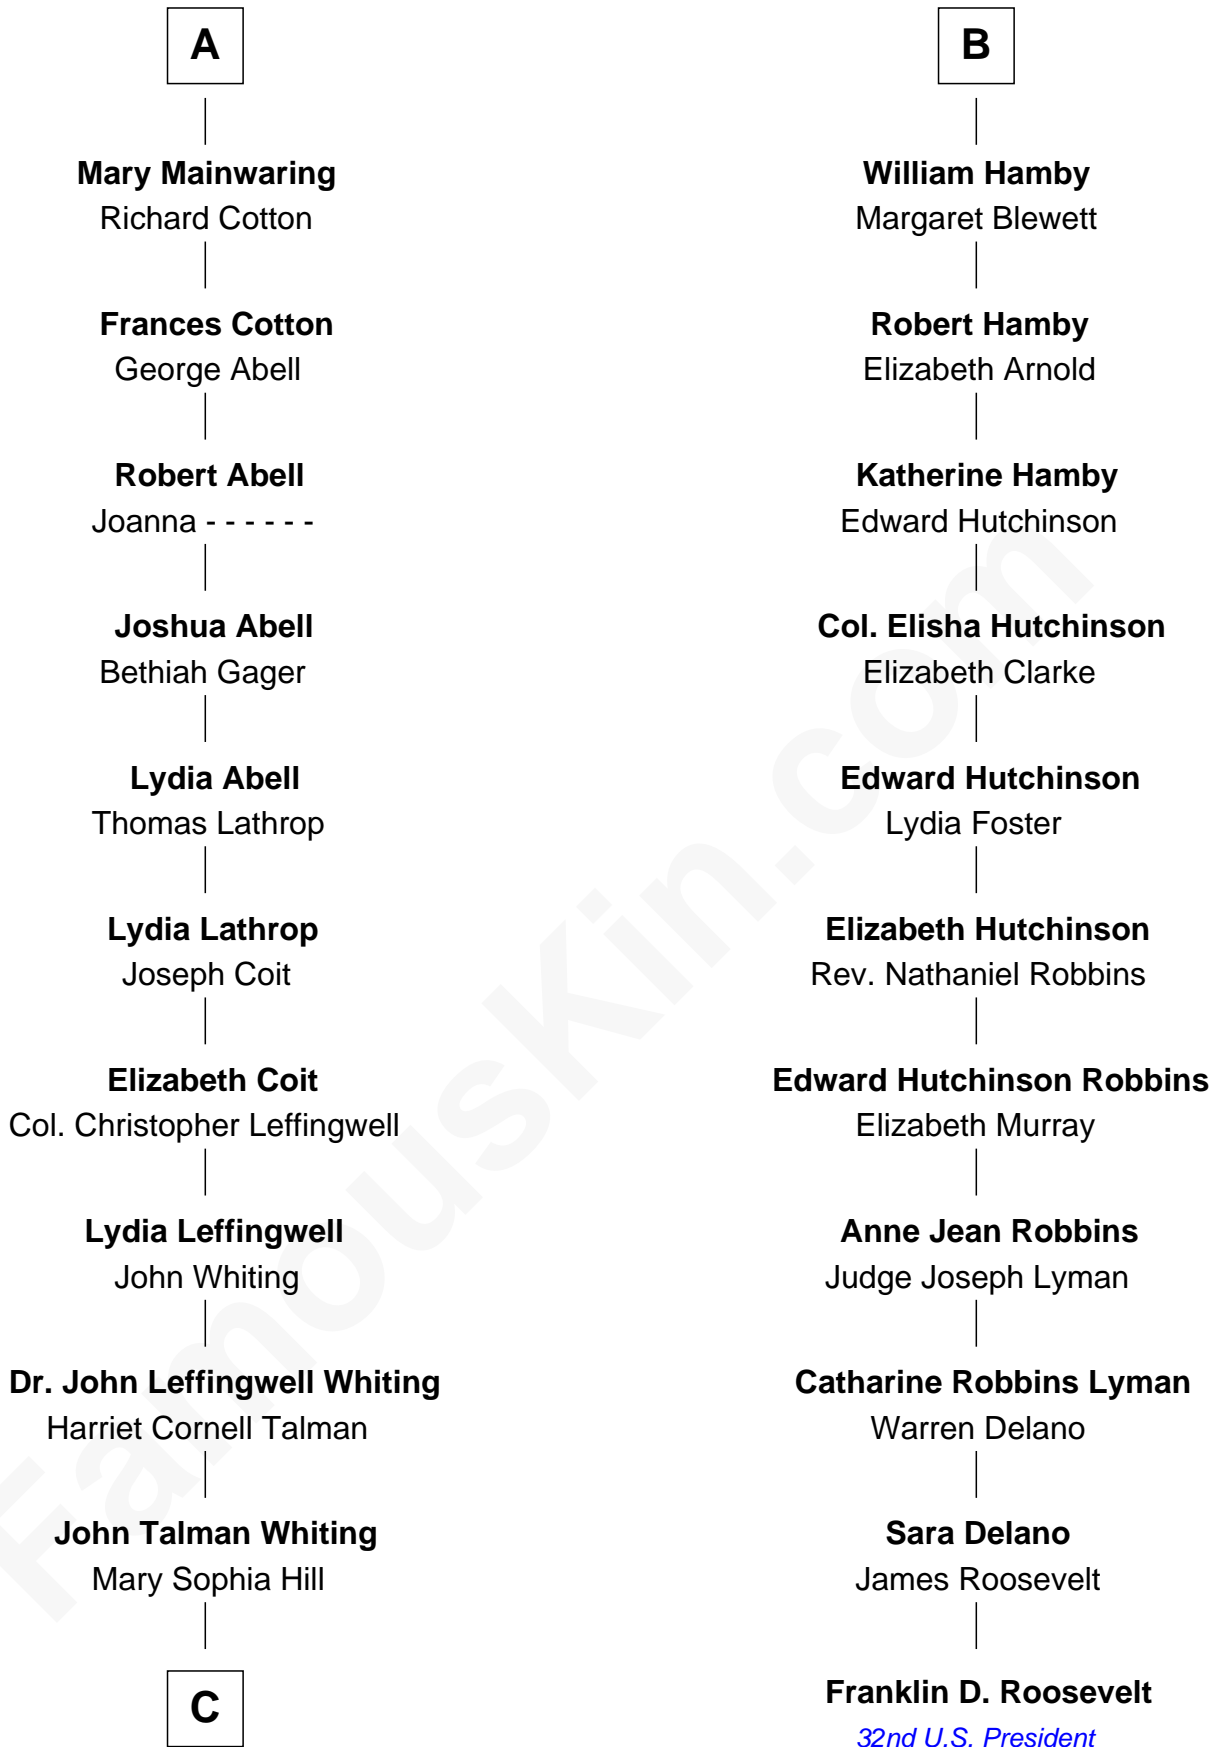 A
Mary Mainwaring
Richard Cotton
Frances Cotton
George Abell
Robert Abell
Joanna - - - - - -
Joshua Abell
Bethiah Gager
Lydia Abell
Thomas Lathrop
Lydia Lathrop
Joseph Coit
Elizabeth Coit
Col. Christopher Leffingwell
Lydia Leffingwell
John Whiting
Dr. John Leffingwell Whiting
Harriet Cornell Talman
John Talman Whiting
Mary Sophia Hill
C
B
William Hamby
Margaret Blewett
Robert Hamby
Elizabeth Arnold
Katherine Hamby
Edward Hutchinson
Col. Elisha Hutchinson
Elizabeth Clarke
Edward Hutchinson
Lydia Foster
Elizabeth Hutchinson
Rev. Nathaniel Robbins
Edward Hutchinson Robbins
Elizabeth Murray
Anne Jean Robbins
Judge Joseph Lyman
Catharine Robbins Lyman
Warren Delano
Sara Delano
James Roosevelt
Franklin D. Roosevelt
32nd U.S. President
FamousKin.com